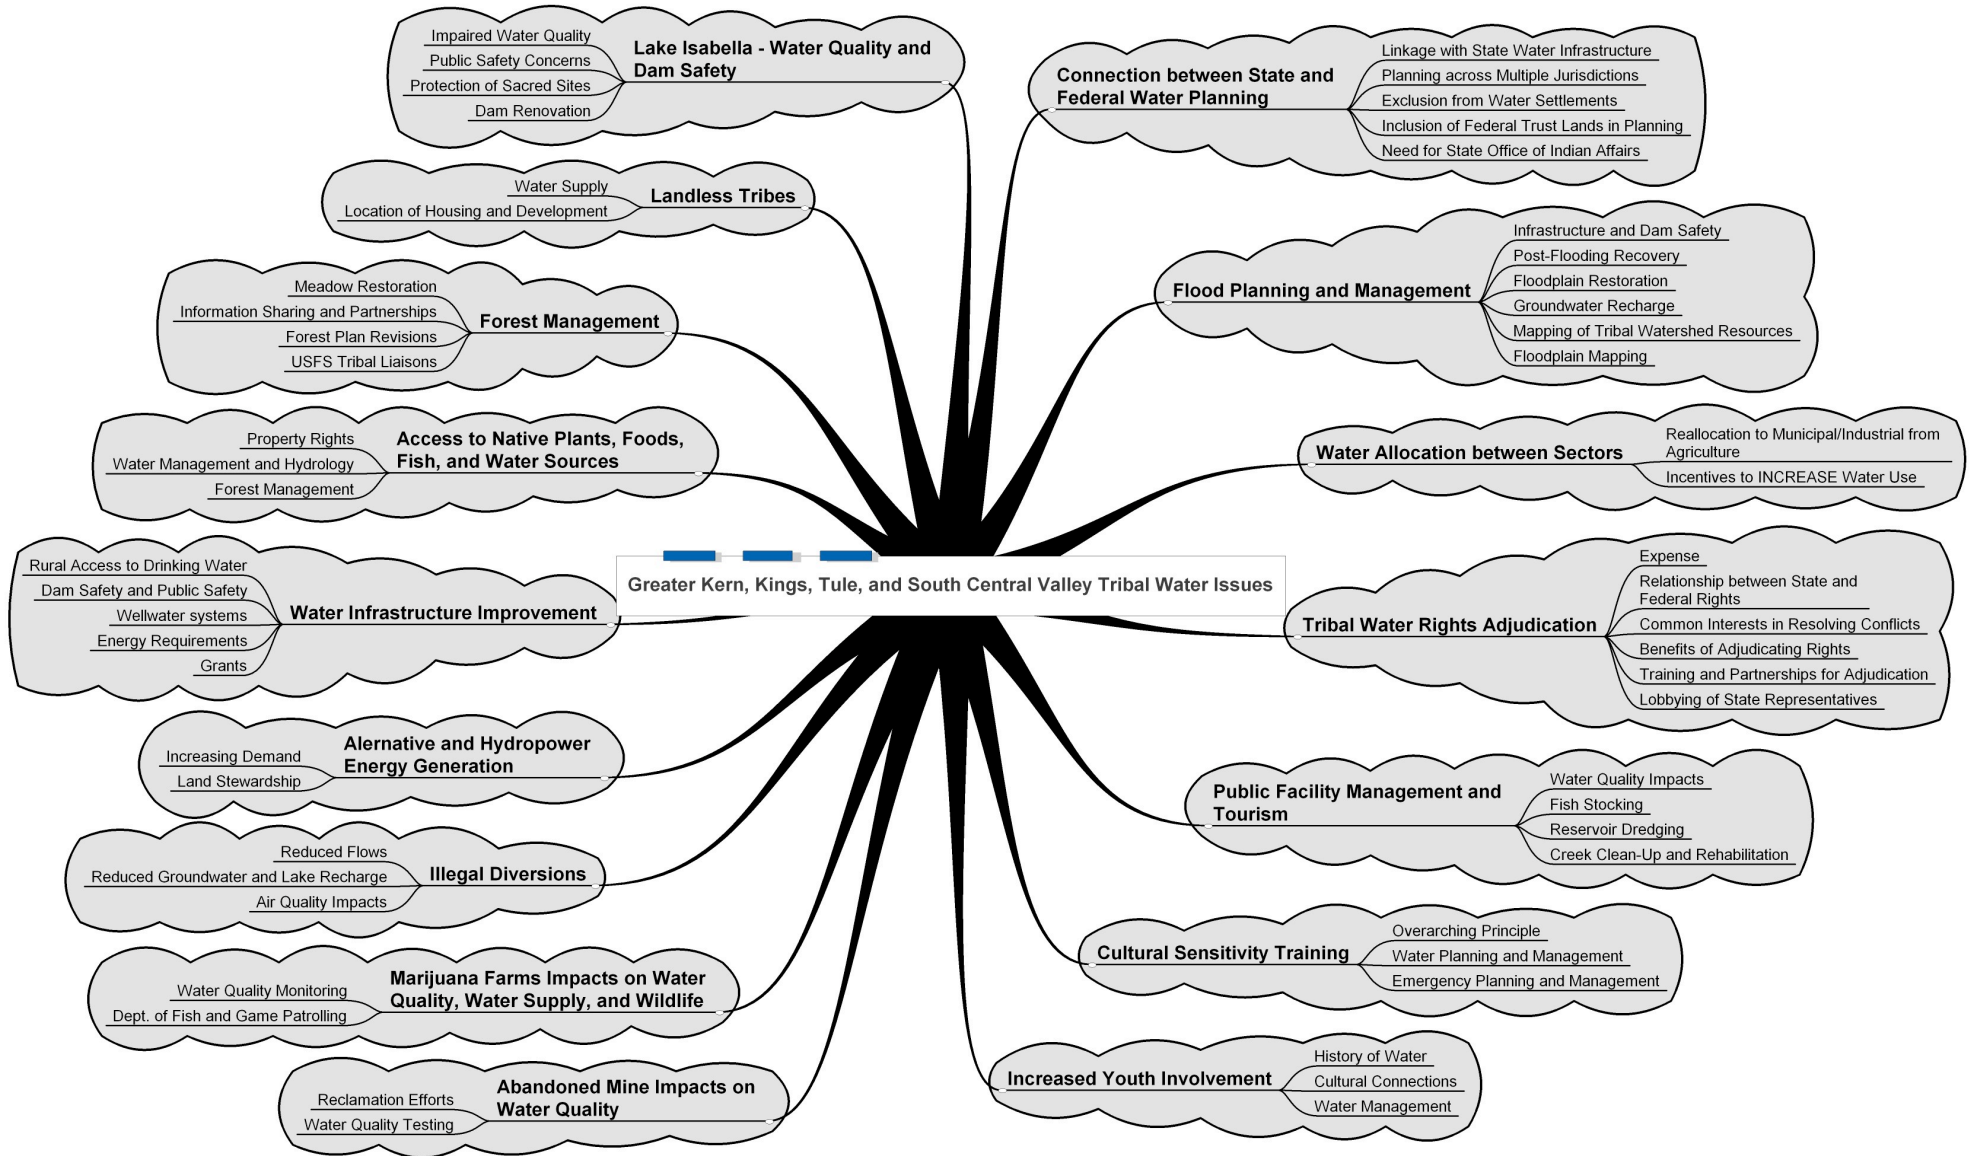 Greater Kern, Kings, Tule, and South Central Valley Tribal Water Issues
Lake Isabella - Water Quality and
Dam Safety
Impaired Water Quality
Public Safety Concerns
Protection of Sacred Sites
Dam Renovation
Landless Tribes
Water Supply
Location of Housing and Development
Forest Management
Meadow Restoration
Information Sharing and Partnerships
Forest Plan Revisions
USFS Tribal Liaisons
Access to Native Plants, Foods,
Fish, and Water Sources
Property Rights
Water Management and Hydrology
Forest Management
Water Infrastructure Improvement
Rural Access to Drinking Water
Dam Safety and Public Safety
Wellwater systems
Energy Requirements
Grants
Alernative and Hydropower
Energy Generation
Increasing Demand
Land Stewardship
Illegal Diversions
Reduced Flows
Reduced Groundwater and Lake Recharge
Air Quality Impacts
Marijuana Farms Impacts on Water
Quality, Water Supply, and Wildlife
Water Quality Monitoring
Dept. of Fish and Game Patrolling
Abandoned Mine Impacts on
Water Quality
Reclamation Efforts
Water Quality Testing
Connection between State and
Federal Water Planning
Linkage with State Water Infrastructure
Planning across Multiple Jurisdictions
Exclusion from Water Settlements
Inclusion of Federal Trust Lands in Planning
Need for State Office of Indian Affairs
Flood Planning and Management
Infrastructure and Dam Safety
Post-Flooding Recovery
Floodplain Restoration
Groundwater Recharge
Mapping of Tribal Watershed Resources
Floodplain Mapping
Water Allocation between Sectors
Reallocation to Municipal/Industrial from
Agriculture
Incentives to INCREASE Water Use
Tribal Water Rights Adjudication
Expense
Relationship between State and
Federal Rights
Common Interests in Resolving Conflicts
Benefits of Adjudicating Rights
Training and Partnerships for Adjudication
Lobbying of State Representatives
Public Facility Management and
Tourism
Water Quality Impacts
Fish Stocking
Reservoir Dredging
Creek Clean-Up and Rehabilitation
Cultural Sensitivity Training
Overarching Principle
Water Planning and Management
Emergency Planning and Management
Increased Youth Involvement
History of Water
Cultural Connections
Water Management